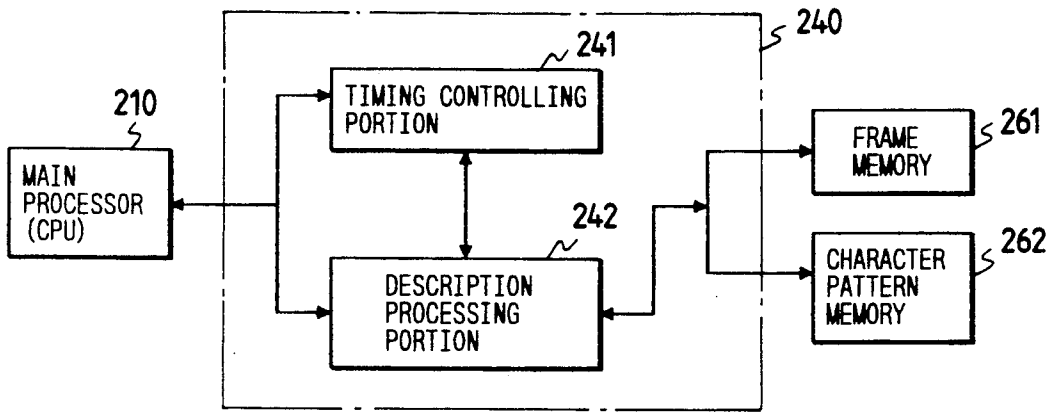 240
241
TIMING CONTROLLING
PORTION
210
MAIN
PROCESSOR
(CPU)
261
FRAME
MEMORY
242
DESCRIPTION
PROCESSING
PORTION
262
CHARACTER
PATTERN
MEMORY